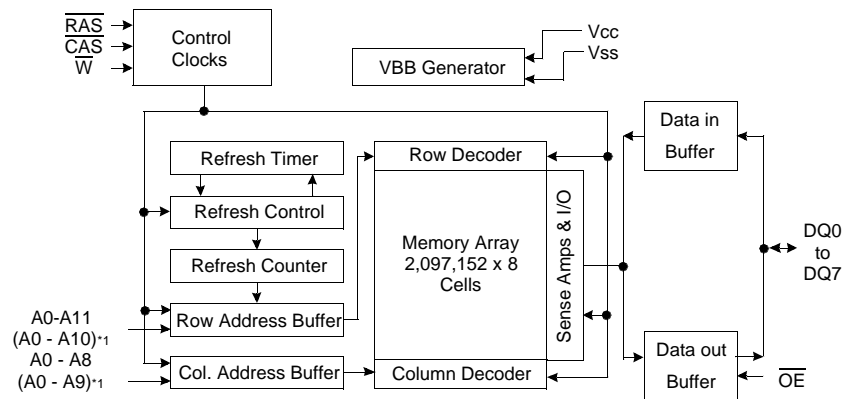 RAS
CAS
W
Control
Clocks
VBB Generator
Vcc
Vss
Refresh Timer
Refresh Control
Refresh Counter
Row Address Buffer
Col. Address Buffer
Row Decoder
Memory Array
2,097,152 x 8
Cells
Column Decoder
Sense Amps & I/O
Data in
Buffer
Data out
Buffer
OE
DQ0
to
DQ7
A0-A11
(A0 - A10)*1
A0 - A8
(A0 - A9)*1